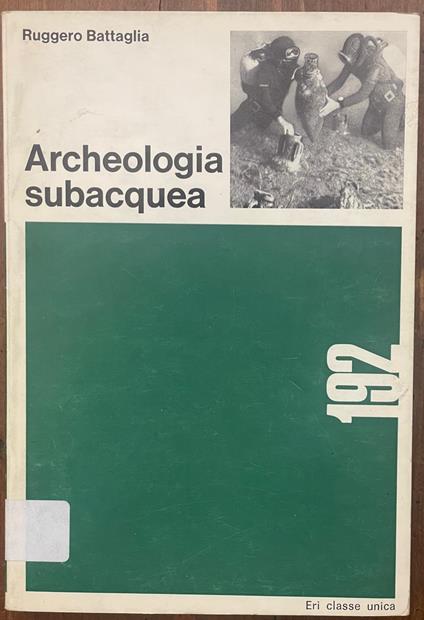 Ruggero Battaglia
Archeologia
subacquea
192
Eri classe unica